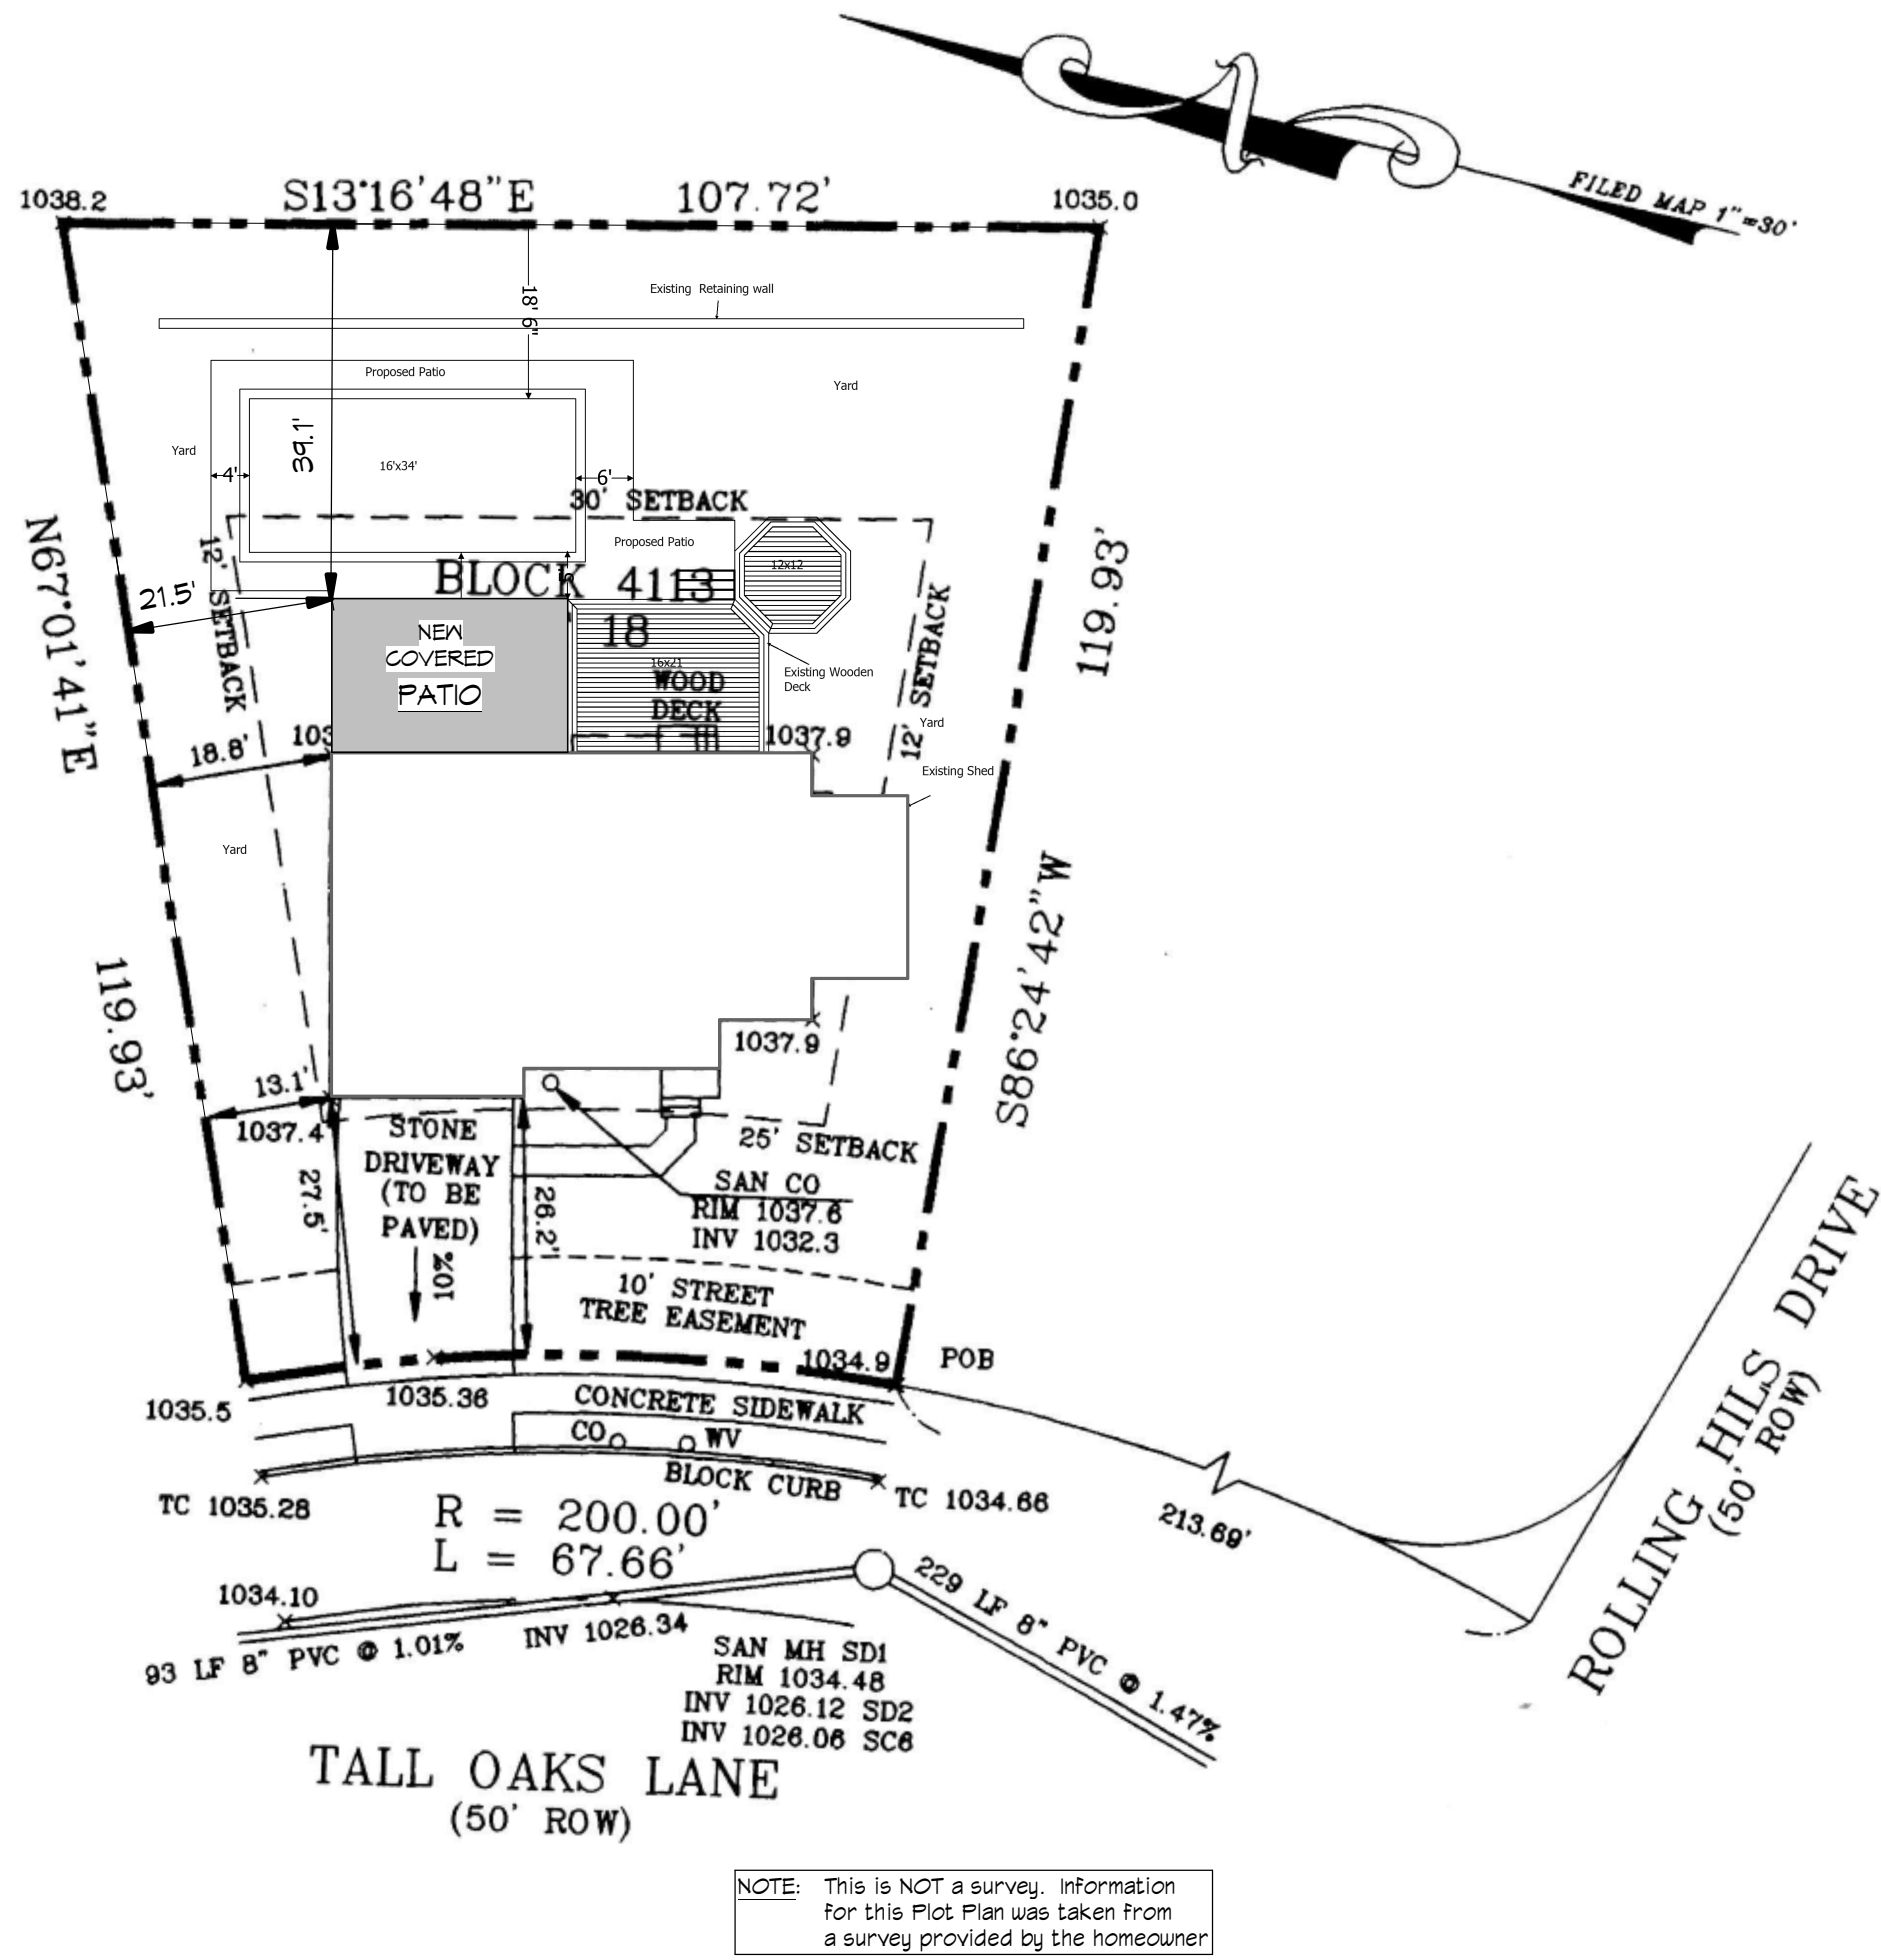 FILED MAP 1"=30'
1038.2
S13°16'48"E
107.72'
1035.0
Existing Retaining wall
18' 6"
Proposed Patio
Yard
39.1'
Yard
16'x34'
4'
6'
30' SETBACK
12' SETBACK
Proposed Patio
12x12
BLOCK 4113
5'
18
21.5'
N67°01'41"E
119.93'
NEW
COVERED
PATIO
16x21
WOOD
DECK
Existing Wooden
Deck
12' SETBACK
Yard
119.93'
S86°24'42"W
18.8'
103
1037.9
Existing Shed
Yard
1037.9
13.1'
1037.4
STONE
DRIVEWAY
(TO BE
PAVED)
10%
27.5'
26.2'
25' SETBACK
SAN CO
RIM 1037.6
INV 1032.3
10' STREET
TREE EASEMENT
1034.9
POB
1035.5
1035.36
CONCRETE SIDEWALK
CO
WV
BLOCK CURB
TC 1035.28
TC 1034.66
R = 200.00'
L = 67.66'
213.69'
ROLLING HILS DRIVE
(50' ROW)
1034.10
93 LF 8" PVC @ 1.01%
INV 1026.34
229 LF 8" PVC @ 1.47%
SAN MH SD1
RIM 1034.48
INV 1026.12 SD2
INV 1026.06 SC6
TALL OAKS LANE
(50' ROW)
NOTE: This is NOT a survey. Information
for this Plot Plan was taken from
a survey provided by the homeowner